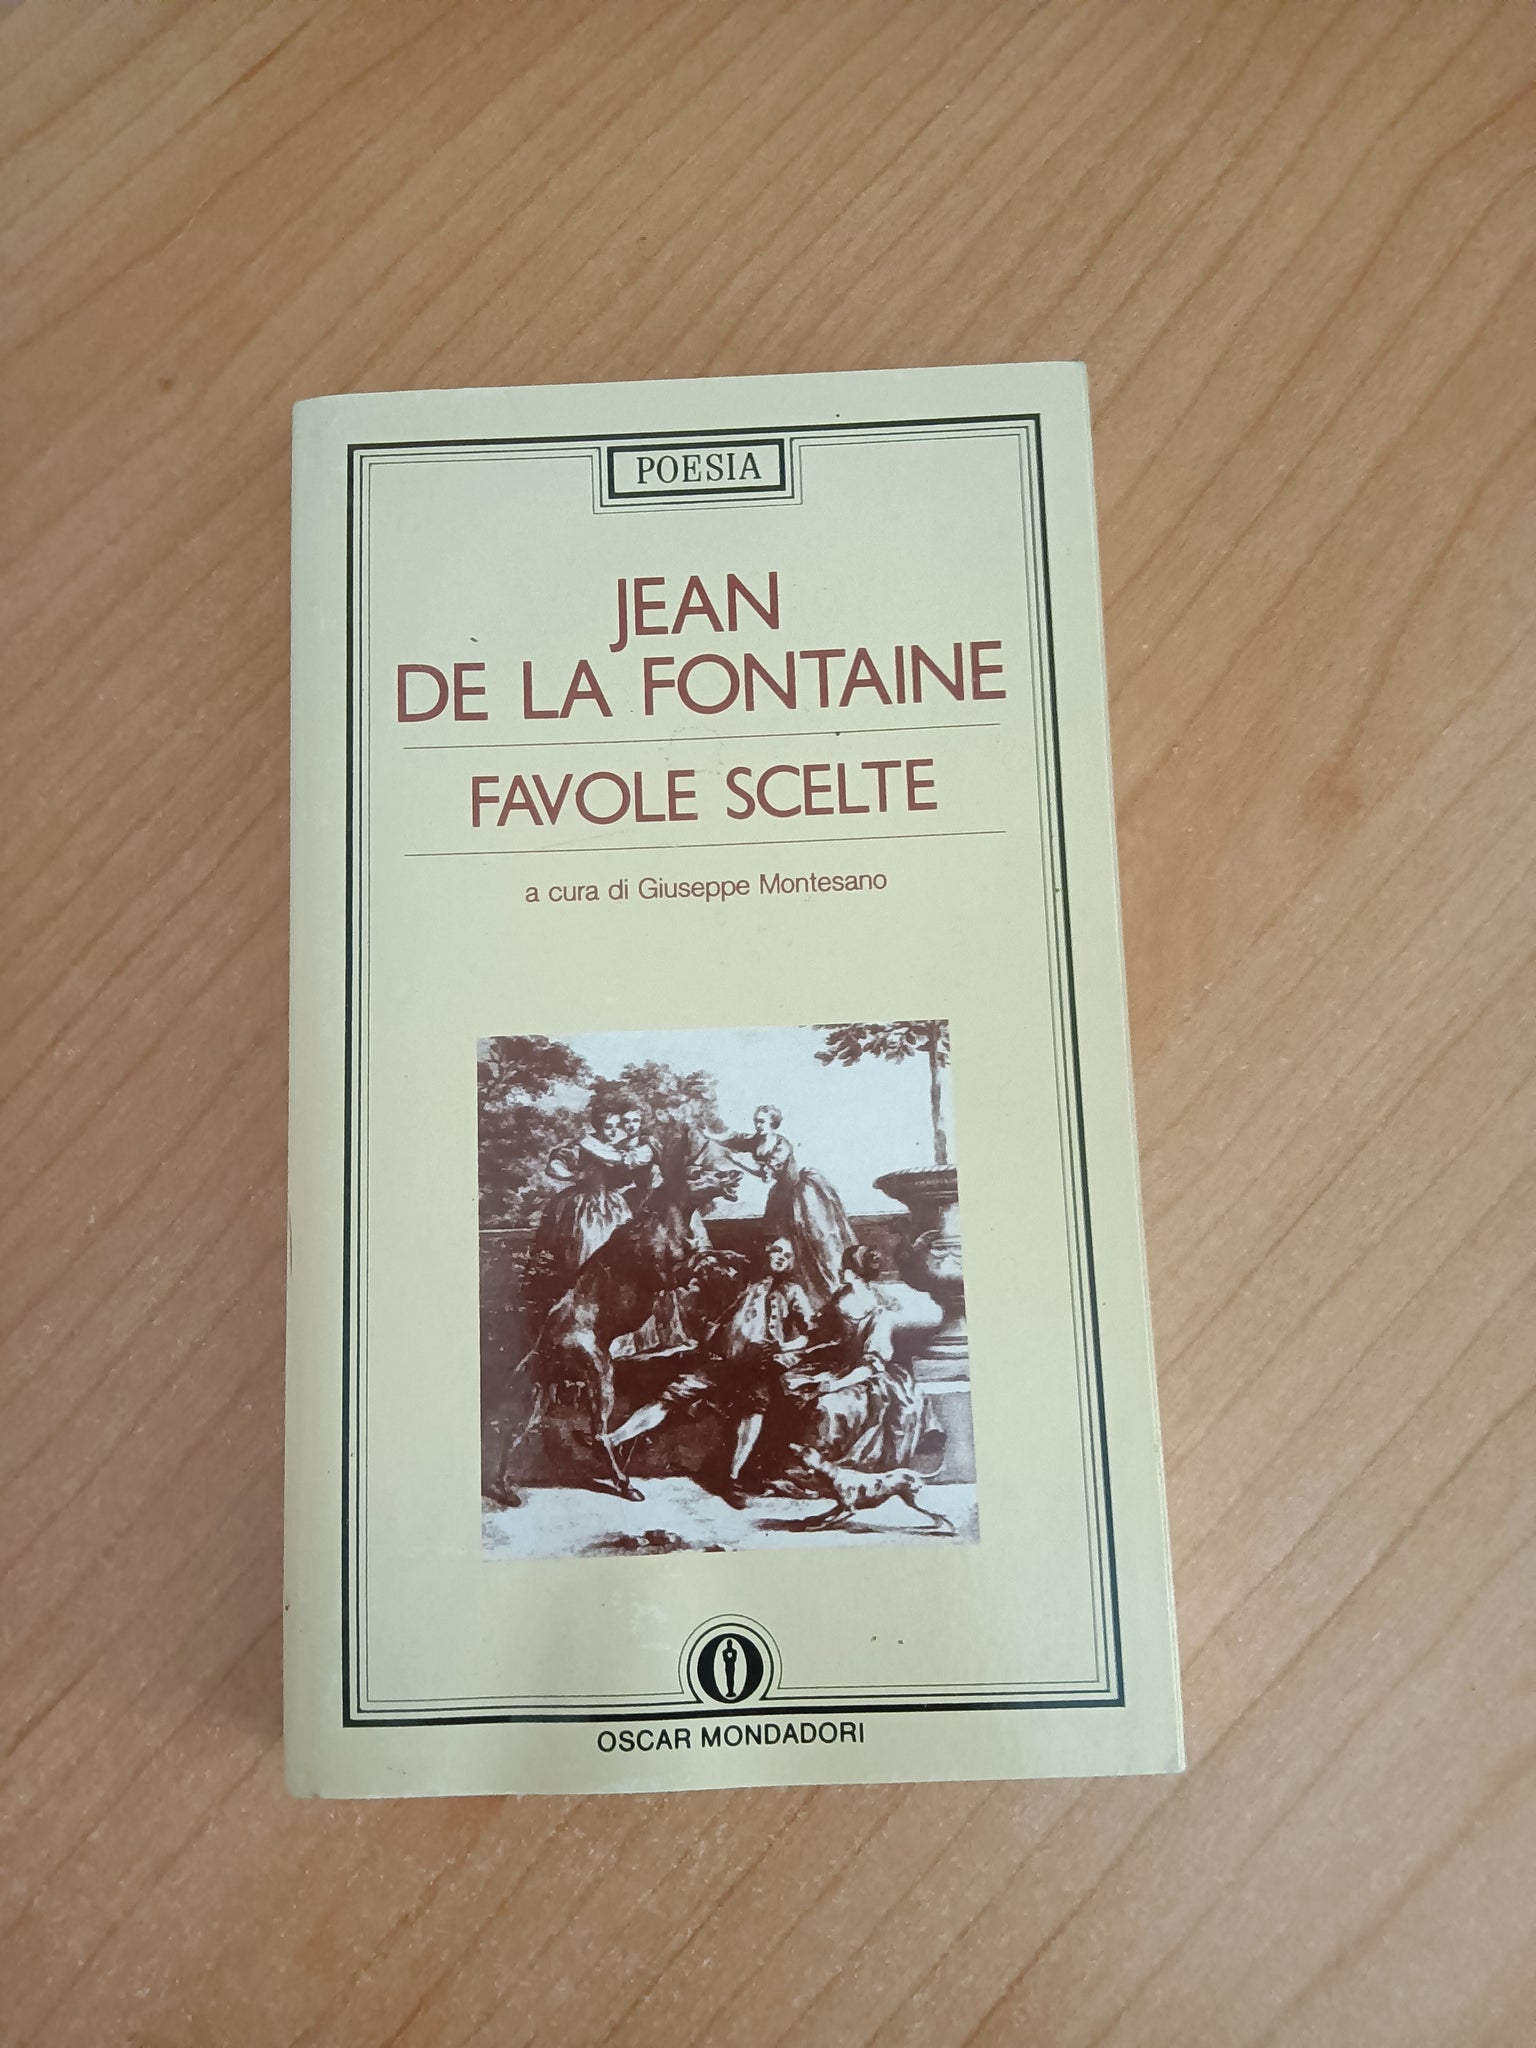 POESIA
JEAN
DE LA FONTAINE
FAVOLE SCELTE
a cura di Giuseppe Montesano
OSCAR MONDADORI